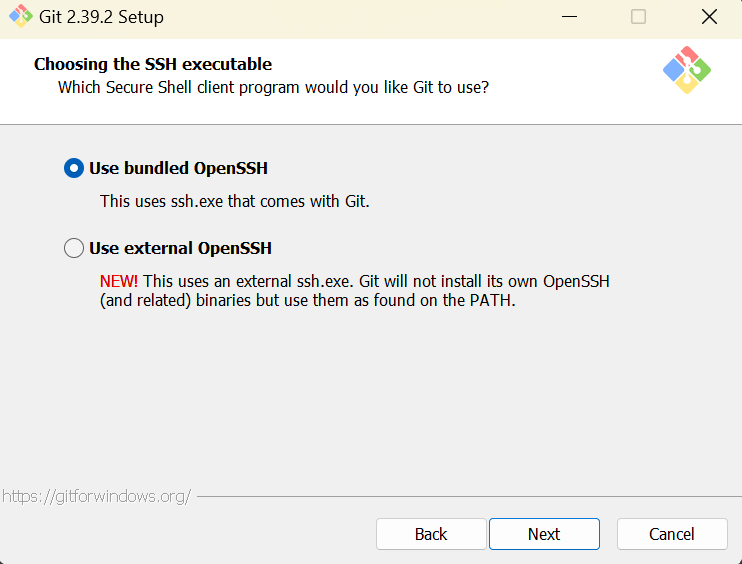 Git 2.39.2 Setup
Choosing the SSH executable
Which Secure Shell client program would you like Git to use?
Use bundled OpenSSH
This uses ssh.exe that comes with Git.
Use external OpenSSH
NEW! This uses an external ssh.exe. Git will not install its own OpenSSH
(and related) binaries but use them as found on the PATH.
https://gitforwindows.org/
Back
Next
Cancel